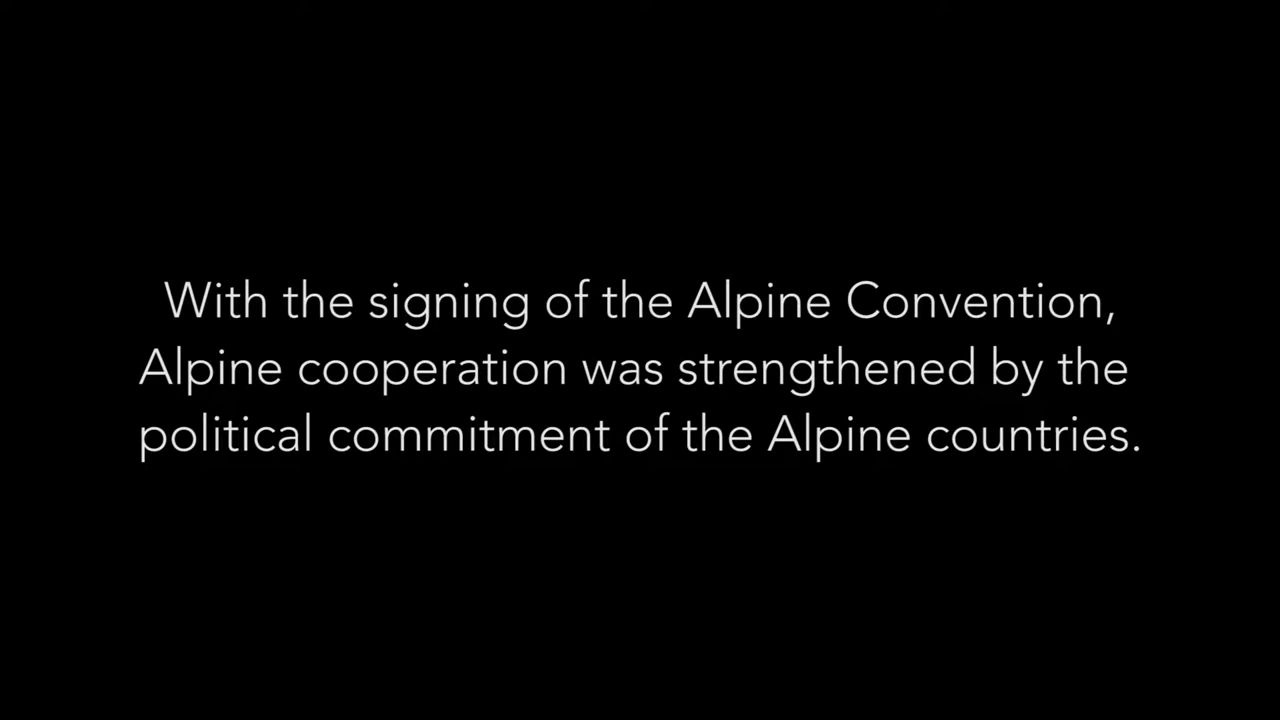 With the signing of the Alpine Convention,
Alpine cooperation was strengthened by the
political commitment of the Alpine countries.